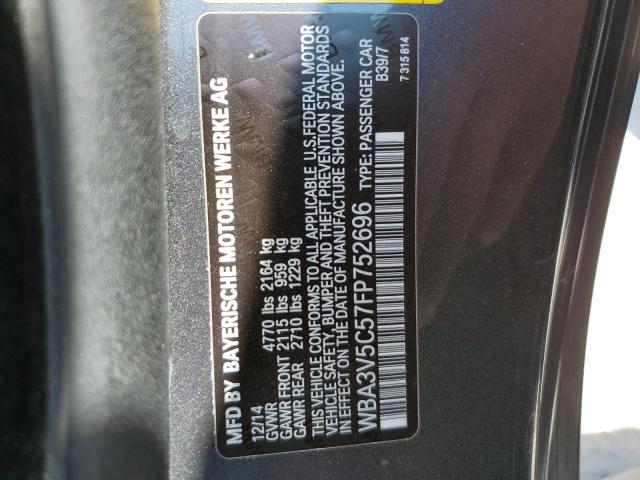 MFD BY BAYERISCHE MOTOREN WERKE AG
12/14
GVWR 4770 lbs 2164 kg
GAWR FRONT 2115 lbs 959 kg
GAWR REAR 2710 lbs 1229 kg
THIS VEHICLE CONFORMS TO ALL APPLICABLE U.S. FEDERAL MOTOR
VEHICLE SAFETY, BUMPER AND THEFT PREVENTION STANDARDS
IN EFFECT ON THE DATE OF MANUFACTURE SHOWN ABOVE.
WBA3V5C57FP752696 TYPE: PASSENGER CAR
B39/7
7 315 814